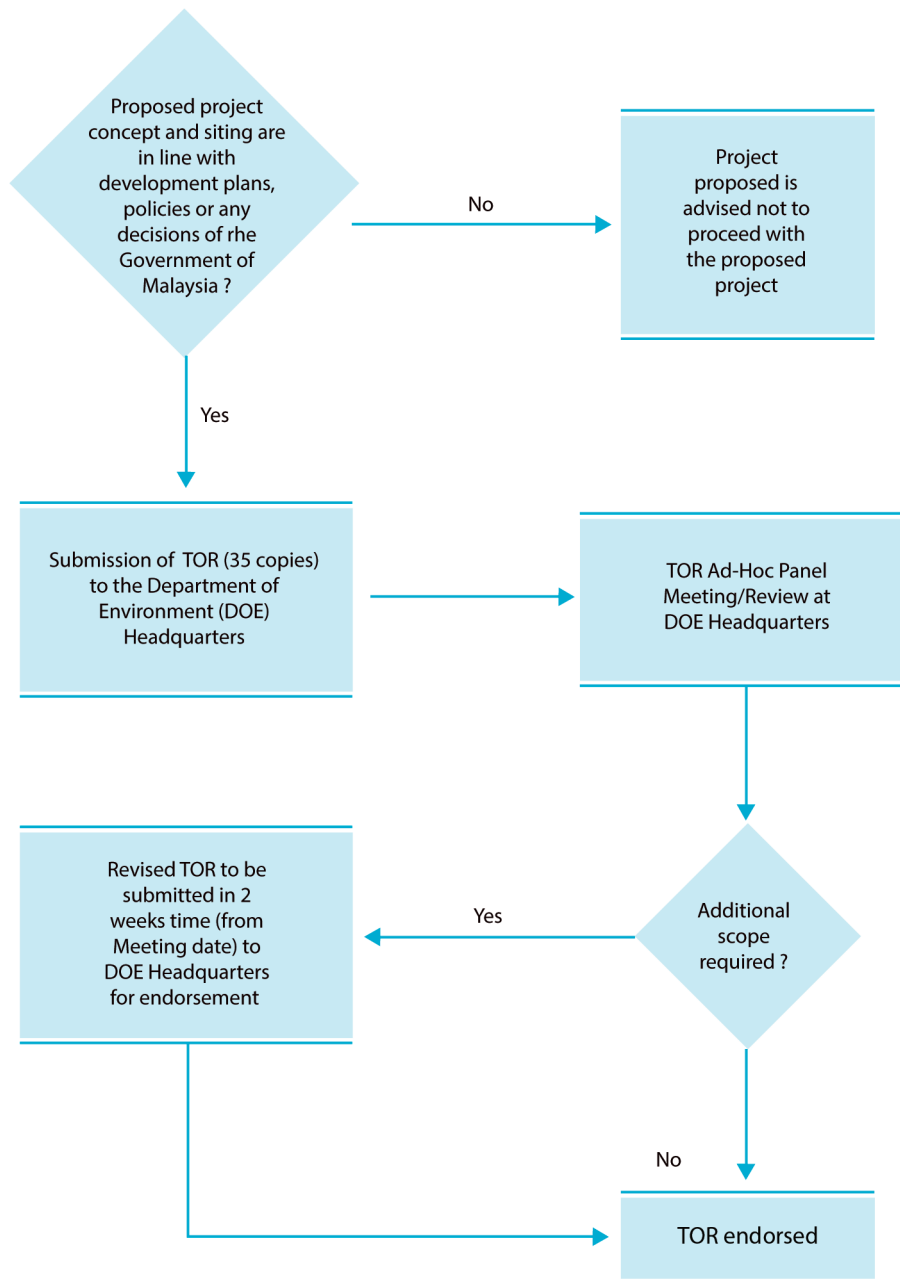 Proposed project
concept and siting are
in line with
development plans,
policies or any
decisions of rhe
Government of
Malaysia ?
No
Project
proposed is
advised not to
proceed with
the proposed
project
Yes
Submission of TOR (35 copies)
to the Department of
Environment (DOE)
Headquarters
TOR Ad-Hoc Panel
Meeting/Review at
DOE Headquarters
Additional
scope
required ?
Yes
Revised TOR to be
submitted in 2
weeks time (from
Meeting date) to
DOE Headquarters
for endorsement
No
TOR endorsed